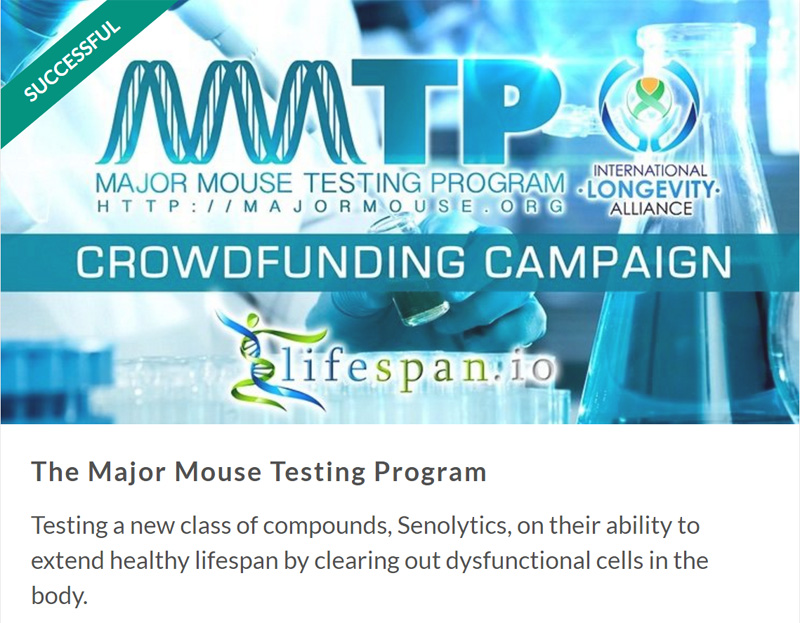 SUCCESSFUL
MMTP
MAJOR MOUSE TESTING PROGRAM
HTTP://MAJORMOUSE.ORG
INTERNATIONAL
·LONGEVITY·
ALLIANCE
CROWDFUNDING CAMPAIGN
lifespan.io
The Major Mouse Testing Program
Testing a new class of compounds, Senolytics, on their ability to
extend healthy lifespan by clearing out dysfunctional cells in the
body.